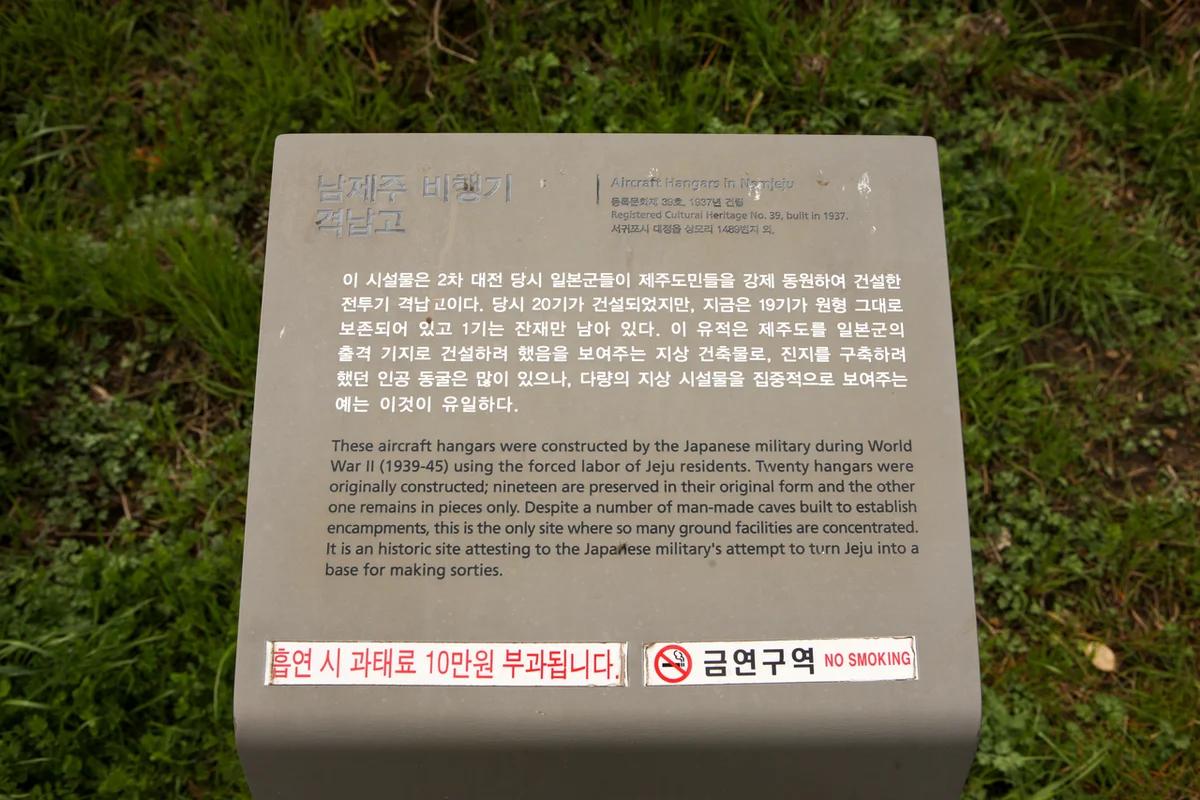 남제주 비행기
격납고
Aircraft Hangars in Namjeju
등록문화재 39호, 1937년 건립
Registered Cultural Heritage No. 39, built in 1937.
서귀포시 대정읍 상모리 1489번지 외.
이 시설물은 2차 대전 당시 일본군들이 제주도민들을 강제 동원하여 건설한
전투기 격납고이다. 당시 20기가 건설되었지만, 지금은 19기가 원형 그대로
보존되어 있고 1기는 잔재만 남아 있다. 이 유적은 제주도를 일본군의
출격 기지로 건설하려 했음을 보여주는 지상 건축물로, 진지를 구축하려
했던 인공 동굴은 많이 있으나, 다량의 지상 시설물을 집중적으로 보여주는
예는 이것이 유일하다.
These aircraft hangars were constructed by the Japanese military during World
War II (1939-45) using the forced labor of Jeju residents. Twenty hangars were
originally constructed; nineteen are preserved in their original form and the other
one remains in pieces only. Despite a number of man-made caves built to establish
encampments, this is the only site where so many ground facilities are concentrated.
It is an historic site attesting to the Japanese military's attempt to turn Jeju into a
base for making sorties.
흡연 시 과태료 10만원 부과됩니다.
금연구역 NO SMOKING